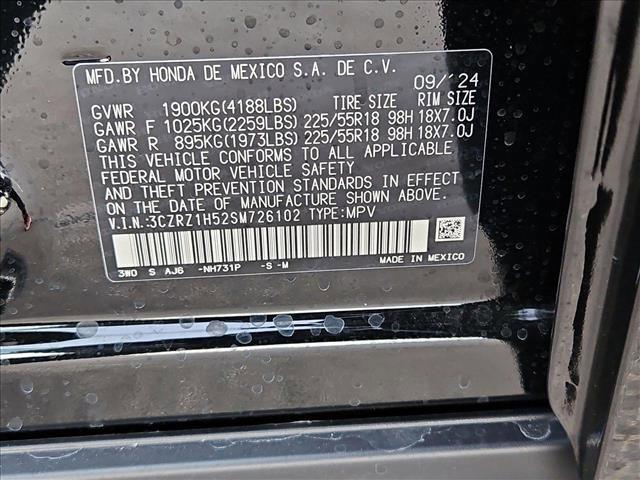 MFD.BY HONDA DE MEXICO S.A. DE C.V.
09/'24
GVWR 1900KG(4188LBS) TIRE SIZE RIM SIZE
GAWR F 1025KG(2259LBS) 225/55R18 98H 18X7.0J
GAWR R 895KG(1973LBS) 225/55R18 98H 18X7.0J
THIS VEHICLE CONFORMS TO ALL APPLICABLE
FEDERAL MOTOR VEHICLE SAFETY
AND THEFT PREVENTION STANDARDS IN EFFECT
ON THE DATE OF MANUFACTURE SHOWN ABOVE.
V.I.N.:3CZRZ1H52SM726102 TYPE:MPV
3W0 S AJ6 -NH731P -S -M MADE IN MEXICO